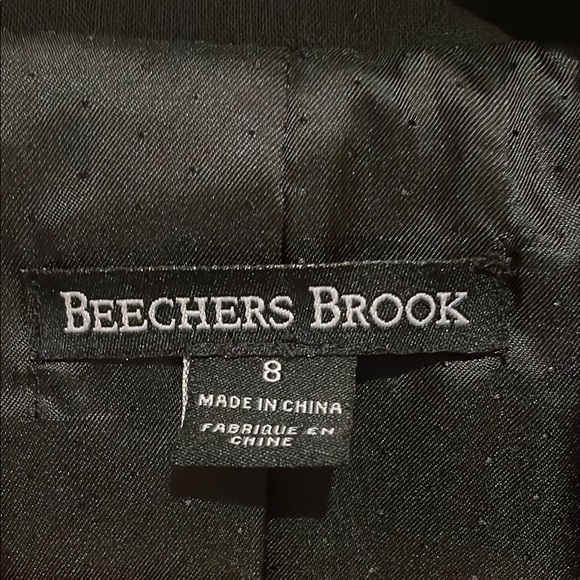 BEECHERS BROOK
8
MADE IN CHINA
FABRIQUE EN
CHINE